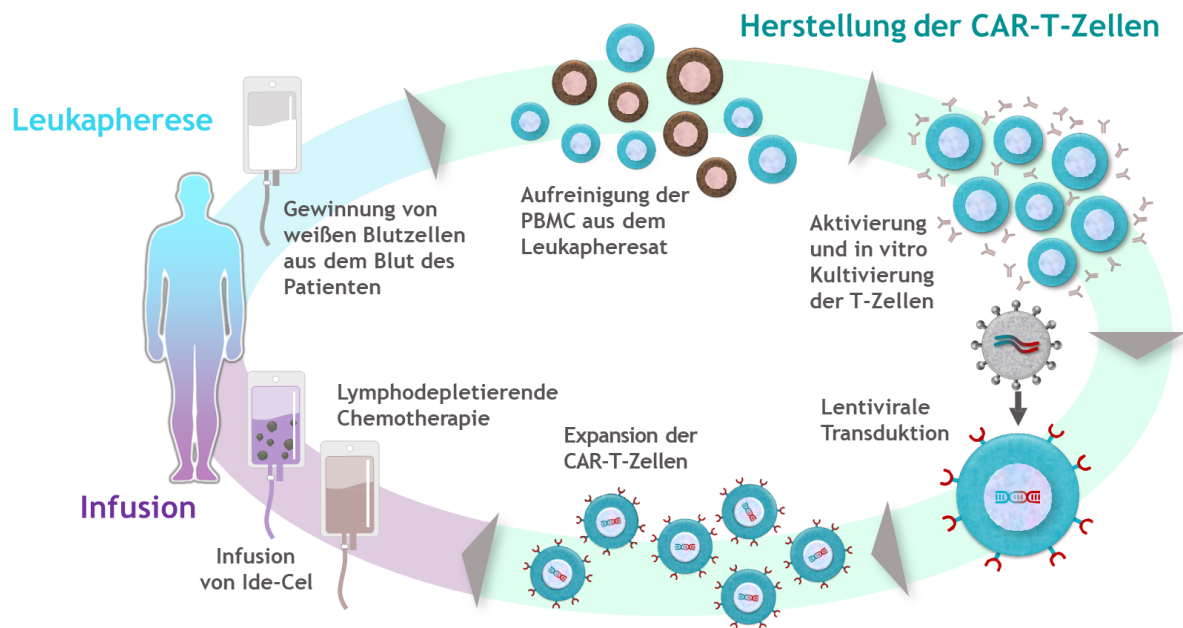 Herstellung der CAR-T-Zellen
Leukapherese
Gewinnung von
weißen Blutzellen
aus dem Blut des
Patienten
Aufreinigung der
PBMC aus dem
Leukapheresat
Aktivierung
und in vitro
Kultivierung
der T-Zellen
Lentivirale
Transduktion
Expansion der
CAR-T-Zellen
Lymphodepletierende
Chemotherapie
Infusion
Infusion
von Ide-Cel